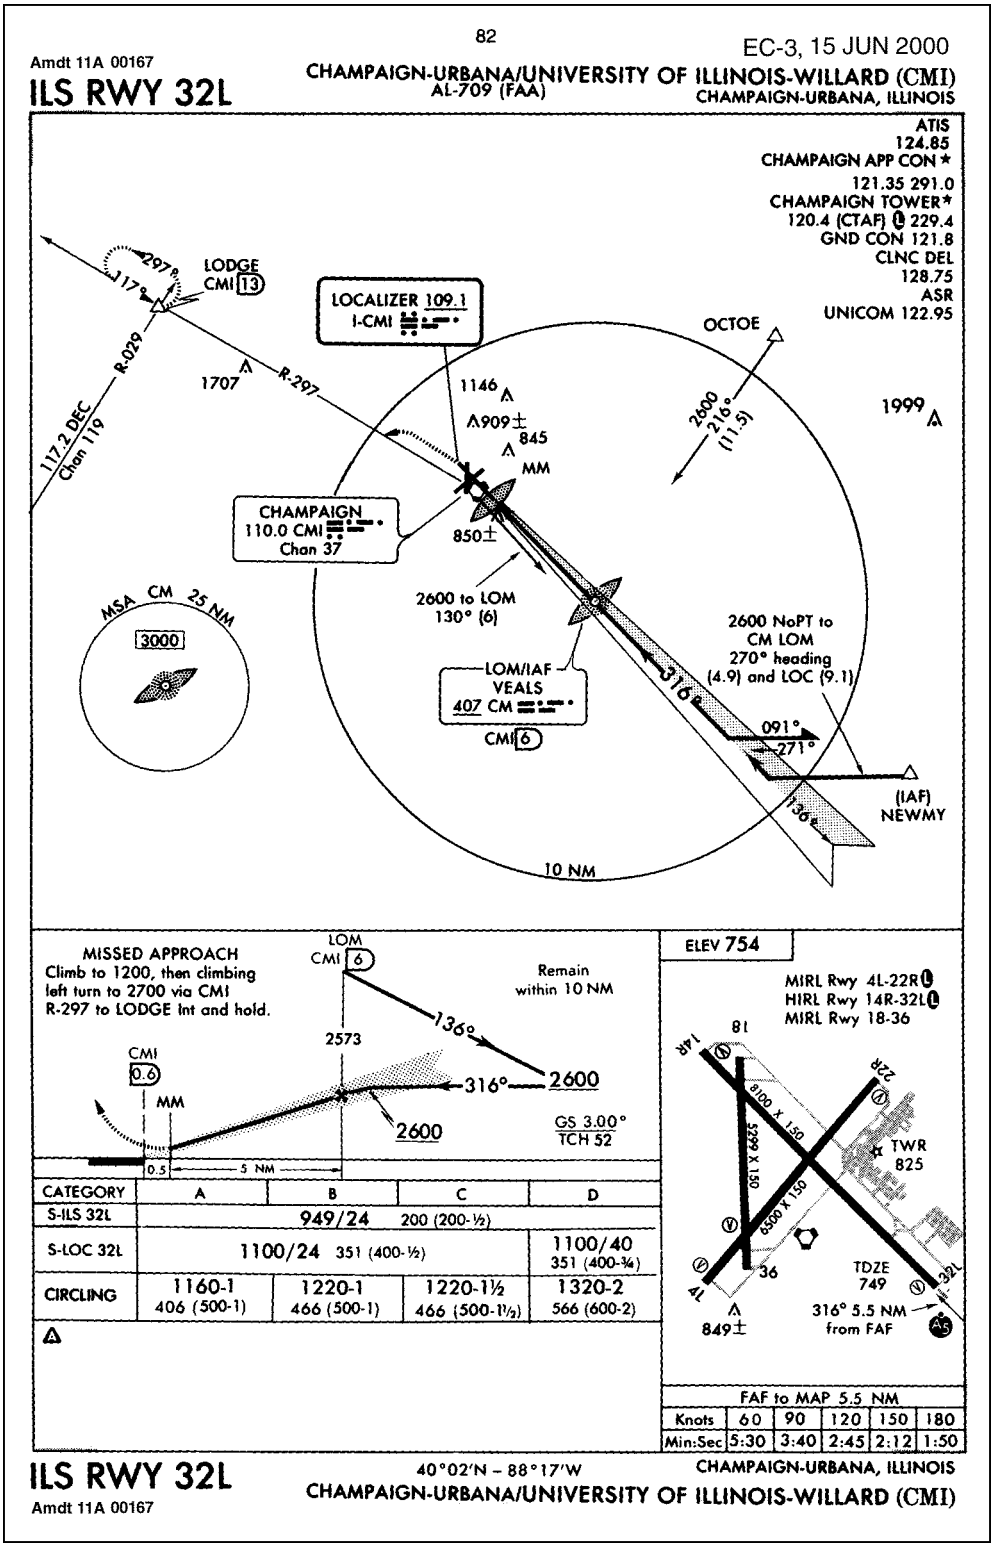 82
EC-3, 15 JUN 2000
Amdt 11A 00167
ILS RWY 32L
CHAMPAIGN-URBANA/UNIVERSITY OF ILLINOIS-WILLARD (CMI)
AL-709 (FAA)
CHAMPAIGN-URBANA, ILLINOIS
ATIS
124.85
CHAMPAIGN APP CON ★
121.35 291.0
CHAMPAIGN TOWER★
120.4 (CTAF) L 229.4
GND CON 121.8
CLNC DEL
128.75
ASR
UNICOM 122.95
LODGE
CMI 13
297°
117°
R-029
117.2 DEC
Chan 119
1707
R-297
LOCALIZER 109.1
I-CMI
OCTOE
2600
216°
(11.5)
1999
1146
909±
845
MM
CHAMPAIGN
110.0 CMI
Chan 37
850±
2600 to LOM
130° (6)
MSA CM 25 NM
3000
LOM/IAF
VEALS
407 CM
CMI 6
2600 NoPT to
CM LOM
270° heading
(4.9) and LOC (9.1)
316°
091°
271°
136°
(IAF)
NEWMY
10 NM
MISSED APPROACH
Climb to 1200, then climbing
left turn to 2700 via CMI
R-297 to LODGE Int and hold.
LOM
CMI 6
Remain
within 10 NM
136°
2573
CMI
0.6
MM
316°
2600
2600
GS 3.00°
TCH 52
0.5
5 NM
CATEGORY A B C D
S-ILS 32L 949/24 200 (200-½)
S-LOC 32L 1100/24 351 (400-½) 1100/40
351 (400-¾)
CIRCLING 1160-1 1220-1 1220-1½ 1320-2
406 (500-1) 466 (500-1) 466 (500-1½) 566 (600-2)
A
ELEV 754
MIRL Rwy 4L-22R L
HIRL Rwy 14R-32L L
MIRL Rwy 18-36
18
14R
22R
V
V
8100 X 150
5299 X 150
6500 X 150
TWR
825
V
V
V
36
4L
32L
TDZE
749
849±
316° 5.5 NM
from FAF
A5
FAF to MAP 5.5 NM
Knots 60 90 120 150 180
Min:Sec 5:30 3:40 2:45 2:12 1:50
ILS RWY 32L
Amdt 11A 00167
40°02'N – 88°17'W
CHAMPAIGN-URBANA, ILLINOIS
CHAMPAIGN-URBANA/UNIVERSITY OF ILLINOIS-WILLARD (CMI)